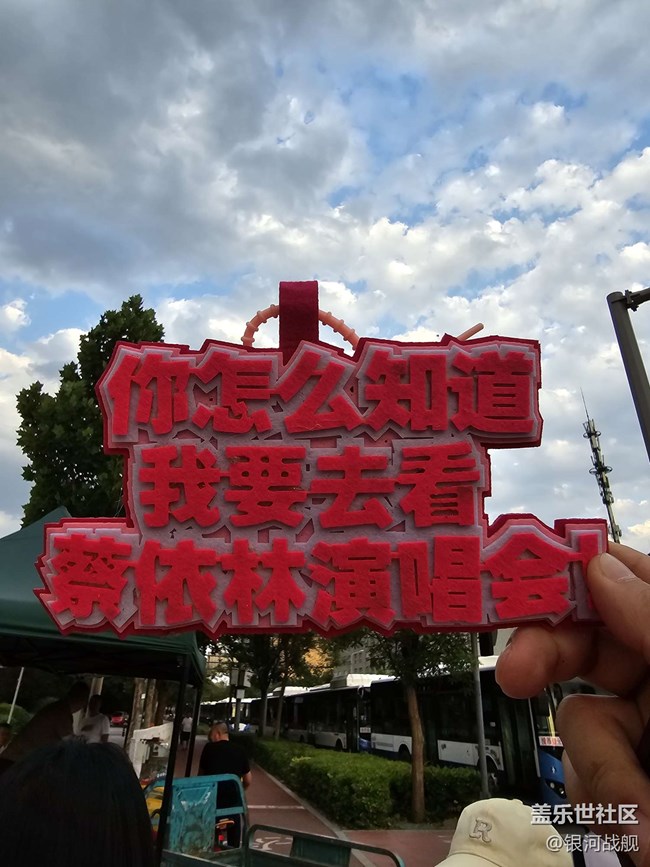 你怎么知道
我要去看
蔡依林演唱会
盖乐世社区
@银河战舰